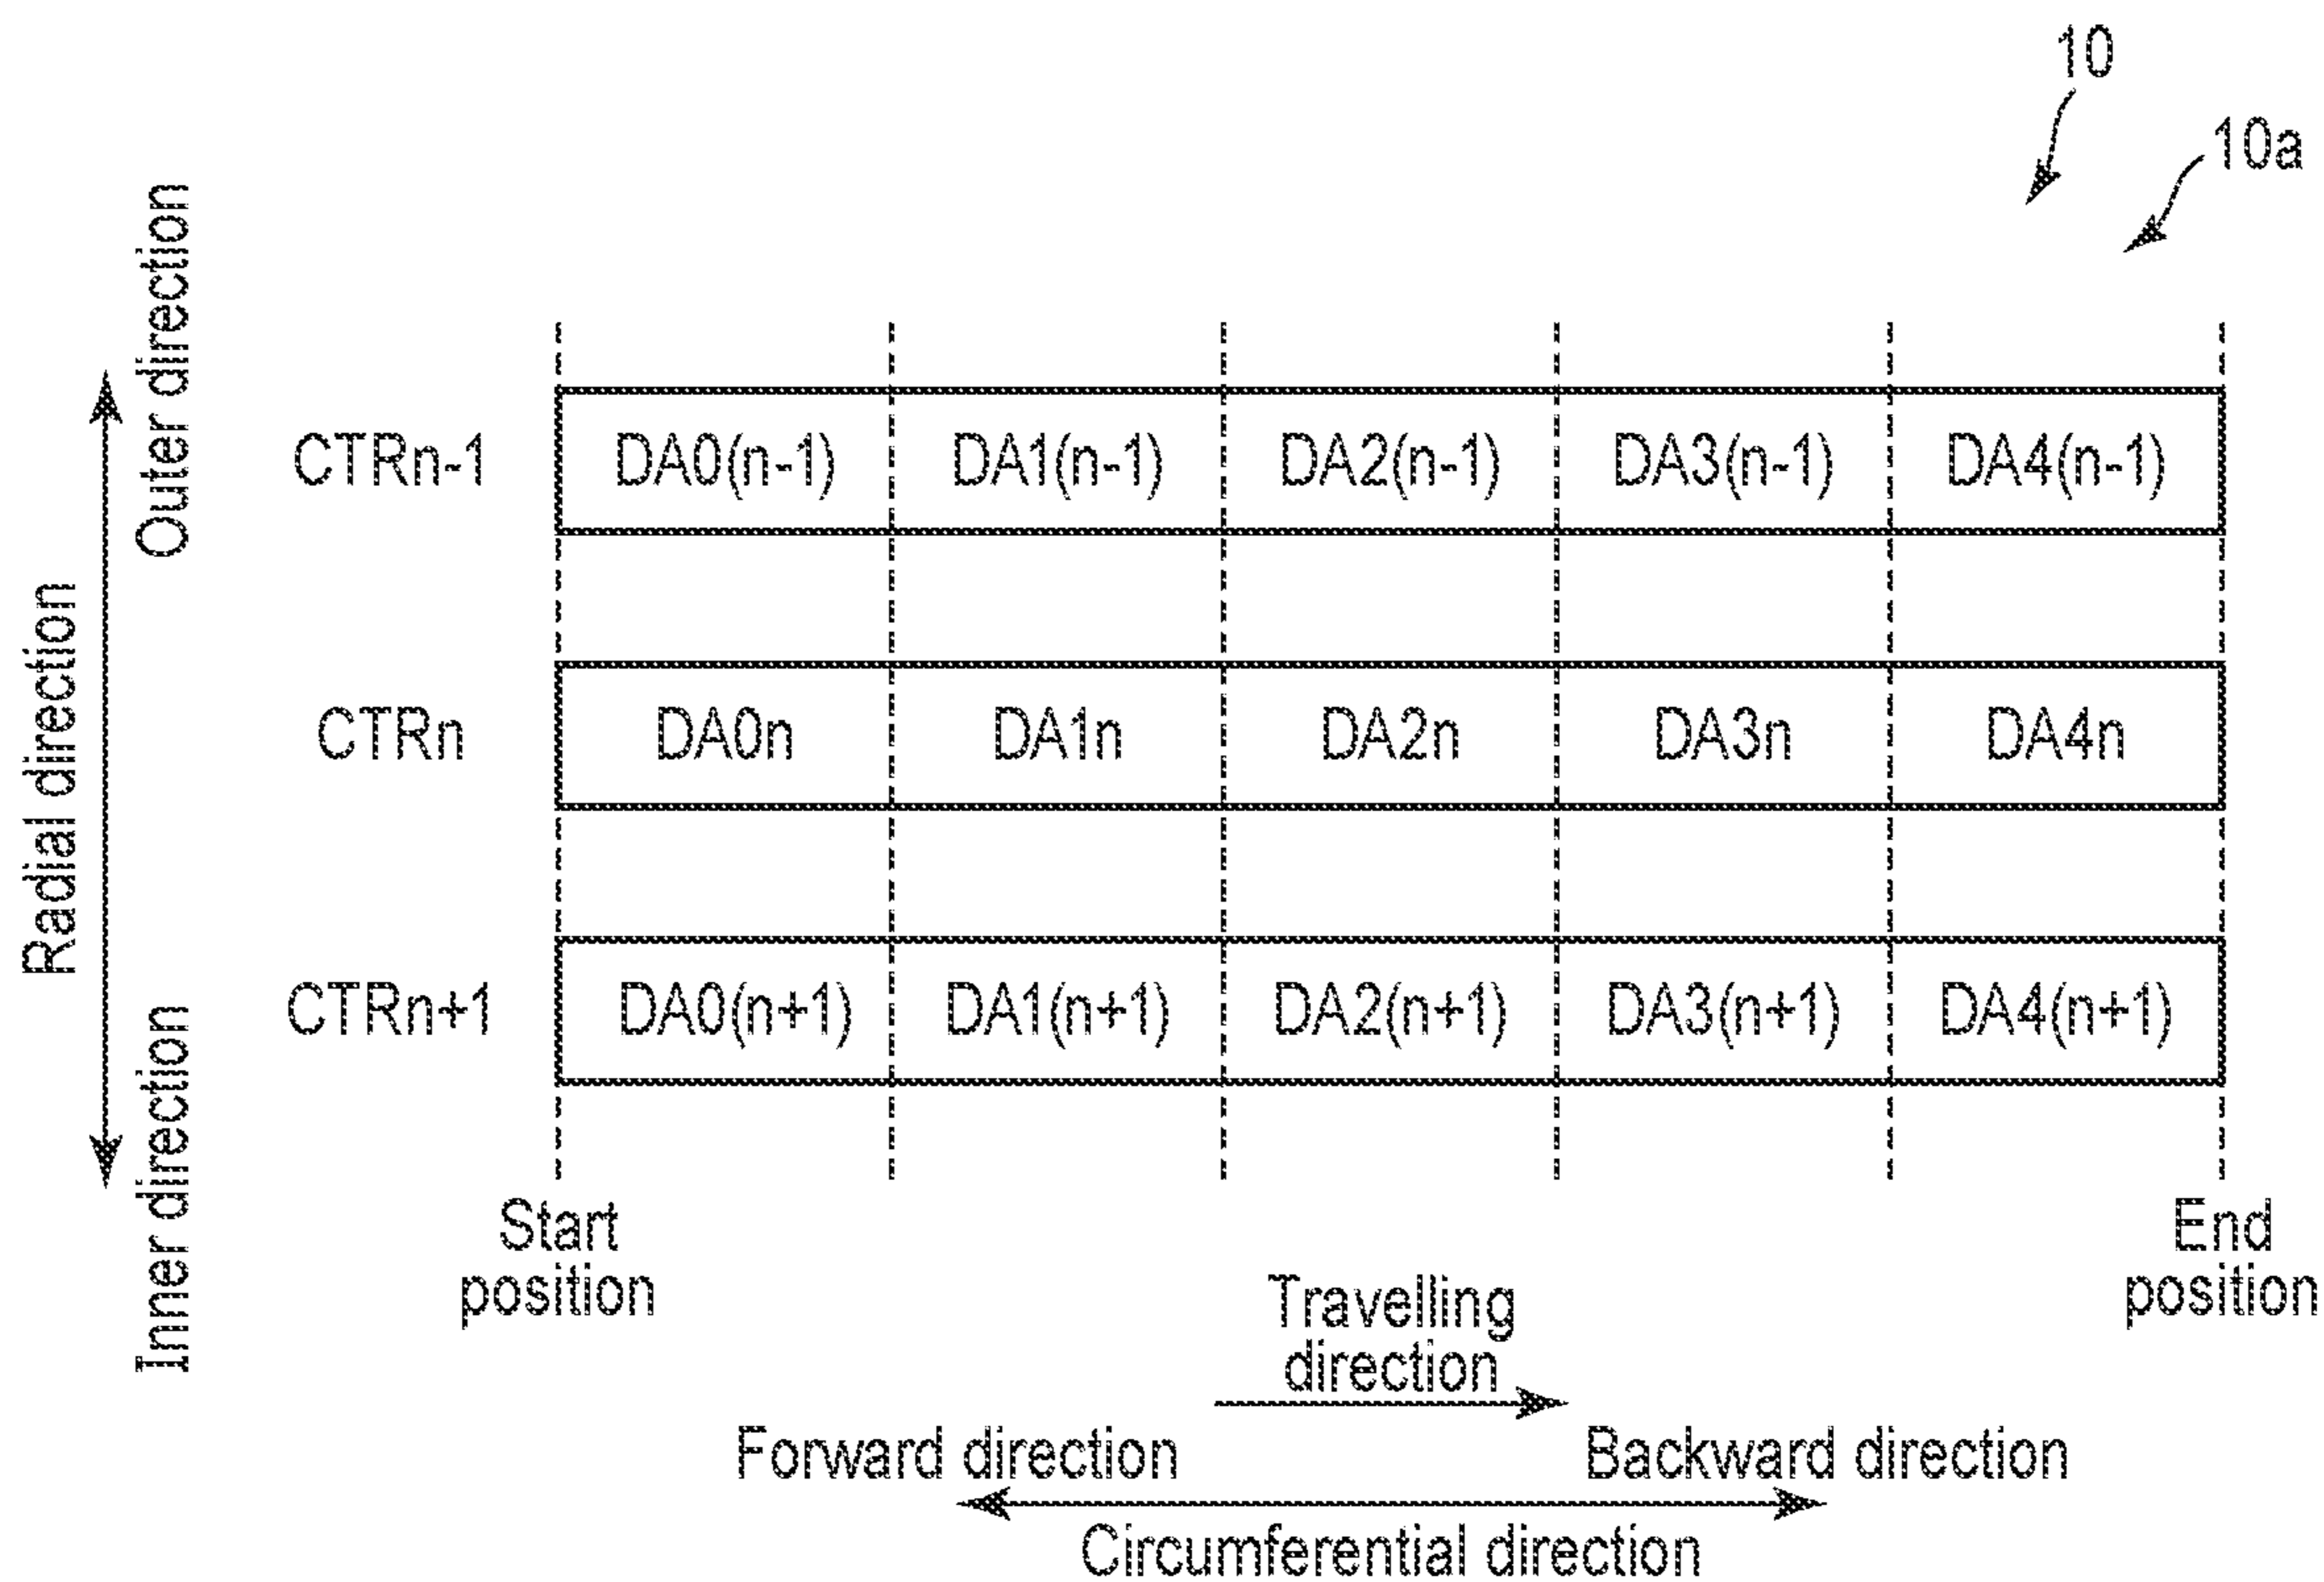 10
10a
Outer direction
Radial direction
Inner direction
CTRn-1 DA0(n-1) DA1(n-1) DA2(n-1) DA3(n-1) DA4(n-1)
CTRn DA0n DA1n DA2n DA3n DA4n
CTRn+1 DA0(n+1) DA1(n+1) DA2(n+1) DA3(n+1) DA4(n+1)
Start
position
End
position
Travelling
direction
Forward direction
Backward direction
Circumferential direction